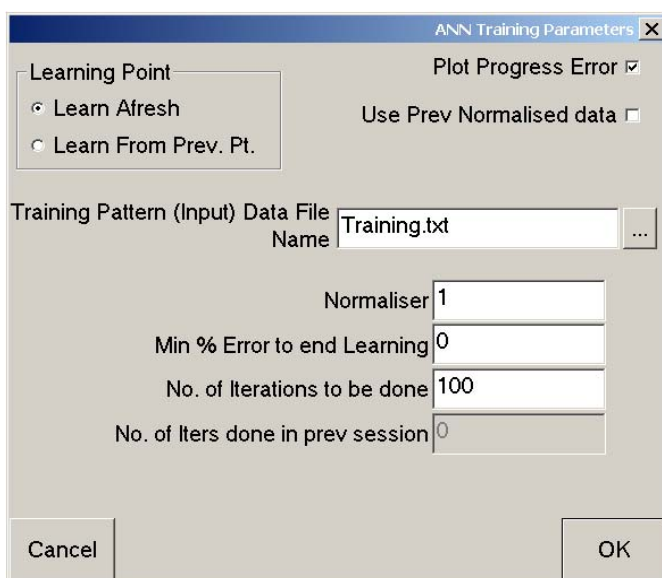 ANN Training Parameters
Learning Point
Plot Progress Error
Learn Afresh
Use Prev Normalised data
Learn From Prev. Pt.
Training Pattern (Input) Data File
Name
Training.txt
...
Normaliser 1
Min % Error to end Learning 0
No. of Iterations to be done 100
No. of Iters done in prev session 0
Cancel
OK